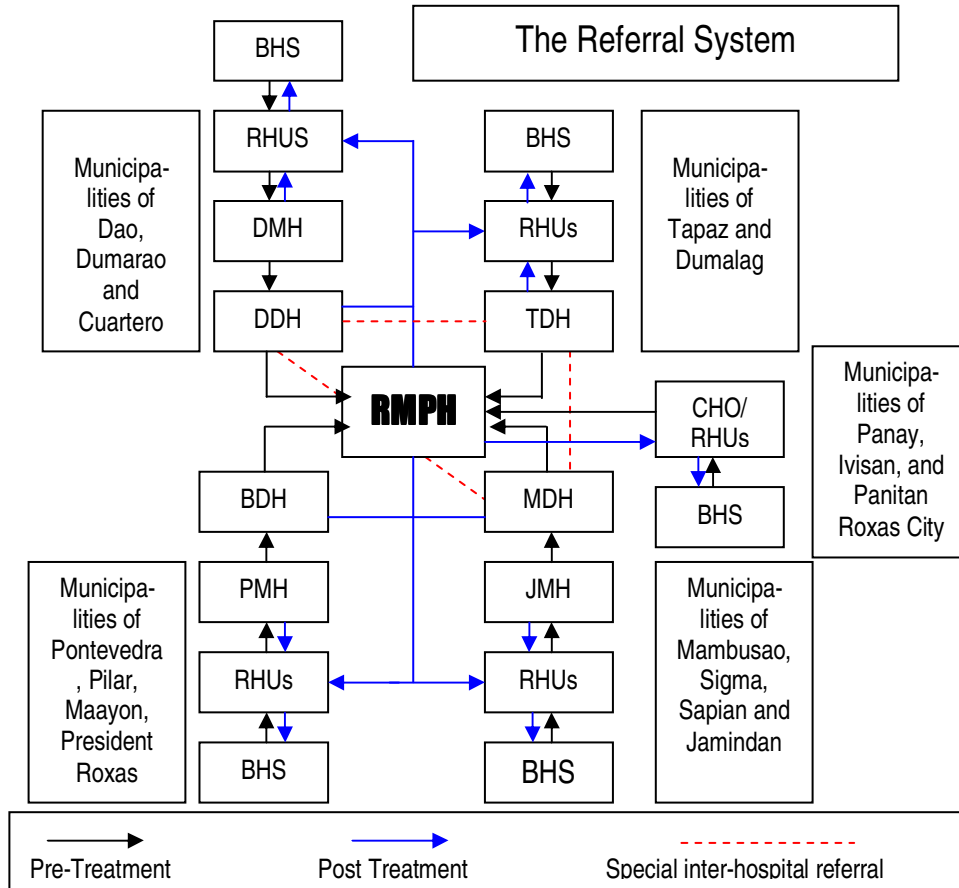 The Referral System
BHS
RHUS
DMH
DDH
Municipa-
lities of
Dao,
Dumarao
and
Cuartero
BHS
RHUs
TDH
Municipa-
lities of
Tapaz and
Dumalag
RMPH
CHO/
RHUs
BHS
Municipa-
lities of
Panay,
Ivisan, and
Panitan
Roxas City
BDH
PMH
RHUs
BHS
Municipa-
lities of
Pontevedra
, Pilar,
Maayon,
President
Roxas
MDH
JMH
RHUs
BHS
Municipa-
lities of
Mambusao,
Sigma,
Sapian and
Jamindan
Pre-Treatment
Post Treatment
Special inter-hospital referral